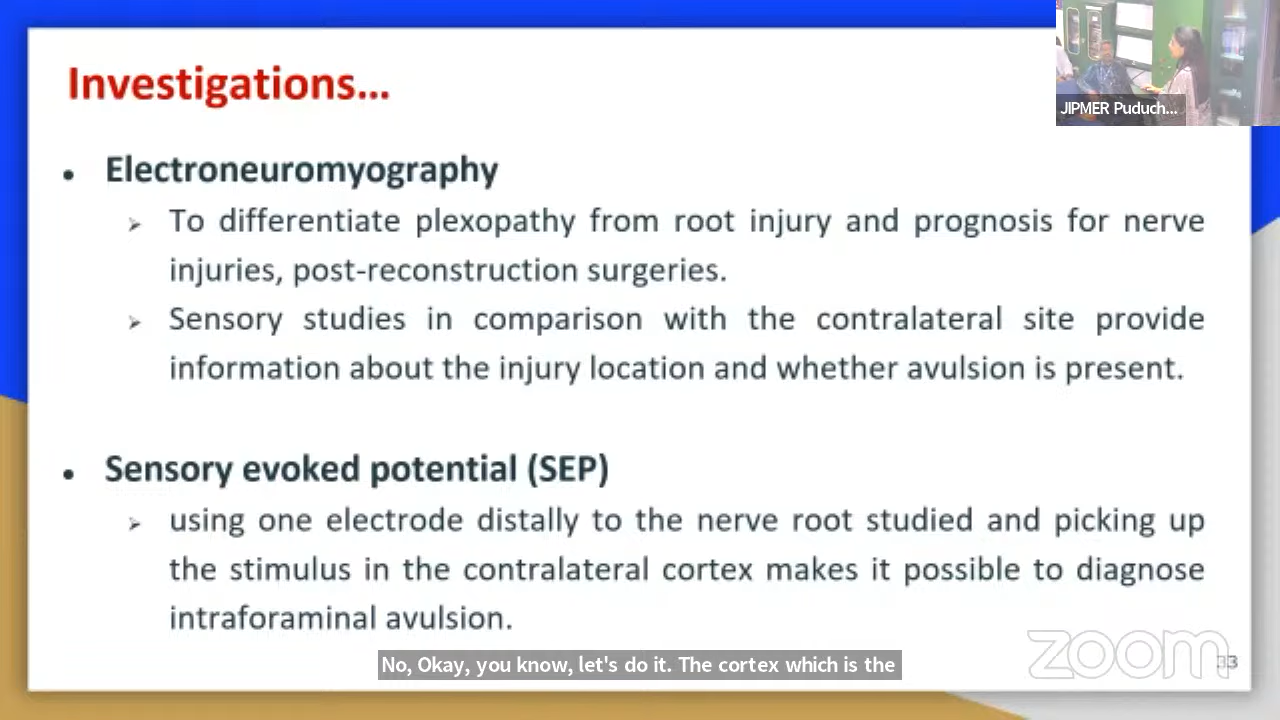 Investigations...
JIPMER Puduch...
• Electroneuromyography
➢ To differentiate plexopathy from root injury and prognosis for nerve
injuries, post-reconstruction surgeries.
➢ Sensory studies in comparison with the contralateral site provide
information about the injury location and whether avulsion is present.
• Sensory evoked potential (SEP)
➢ using one electrode distally to the nerve root studied and picking up
the stimulus in the contralateral cortex makes it possible to diagnose
intraforaminal avulsion.
No, Okay, you know, let's do it. The cortex which is the
zoom
33